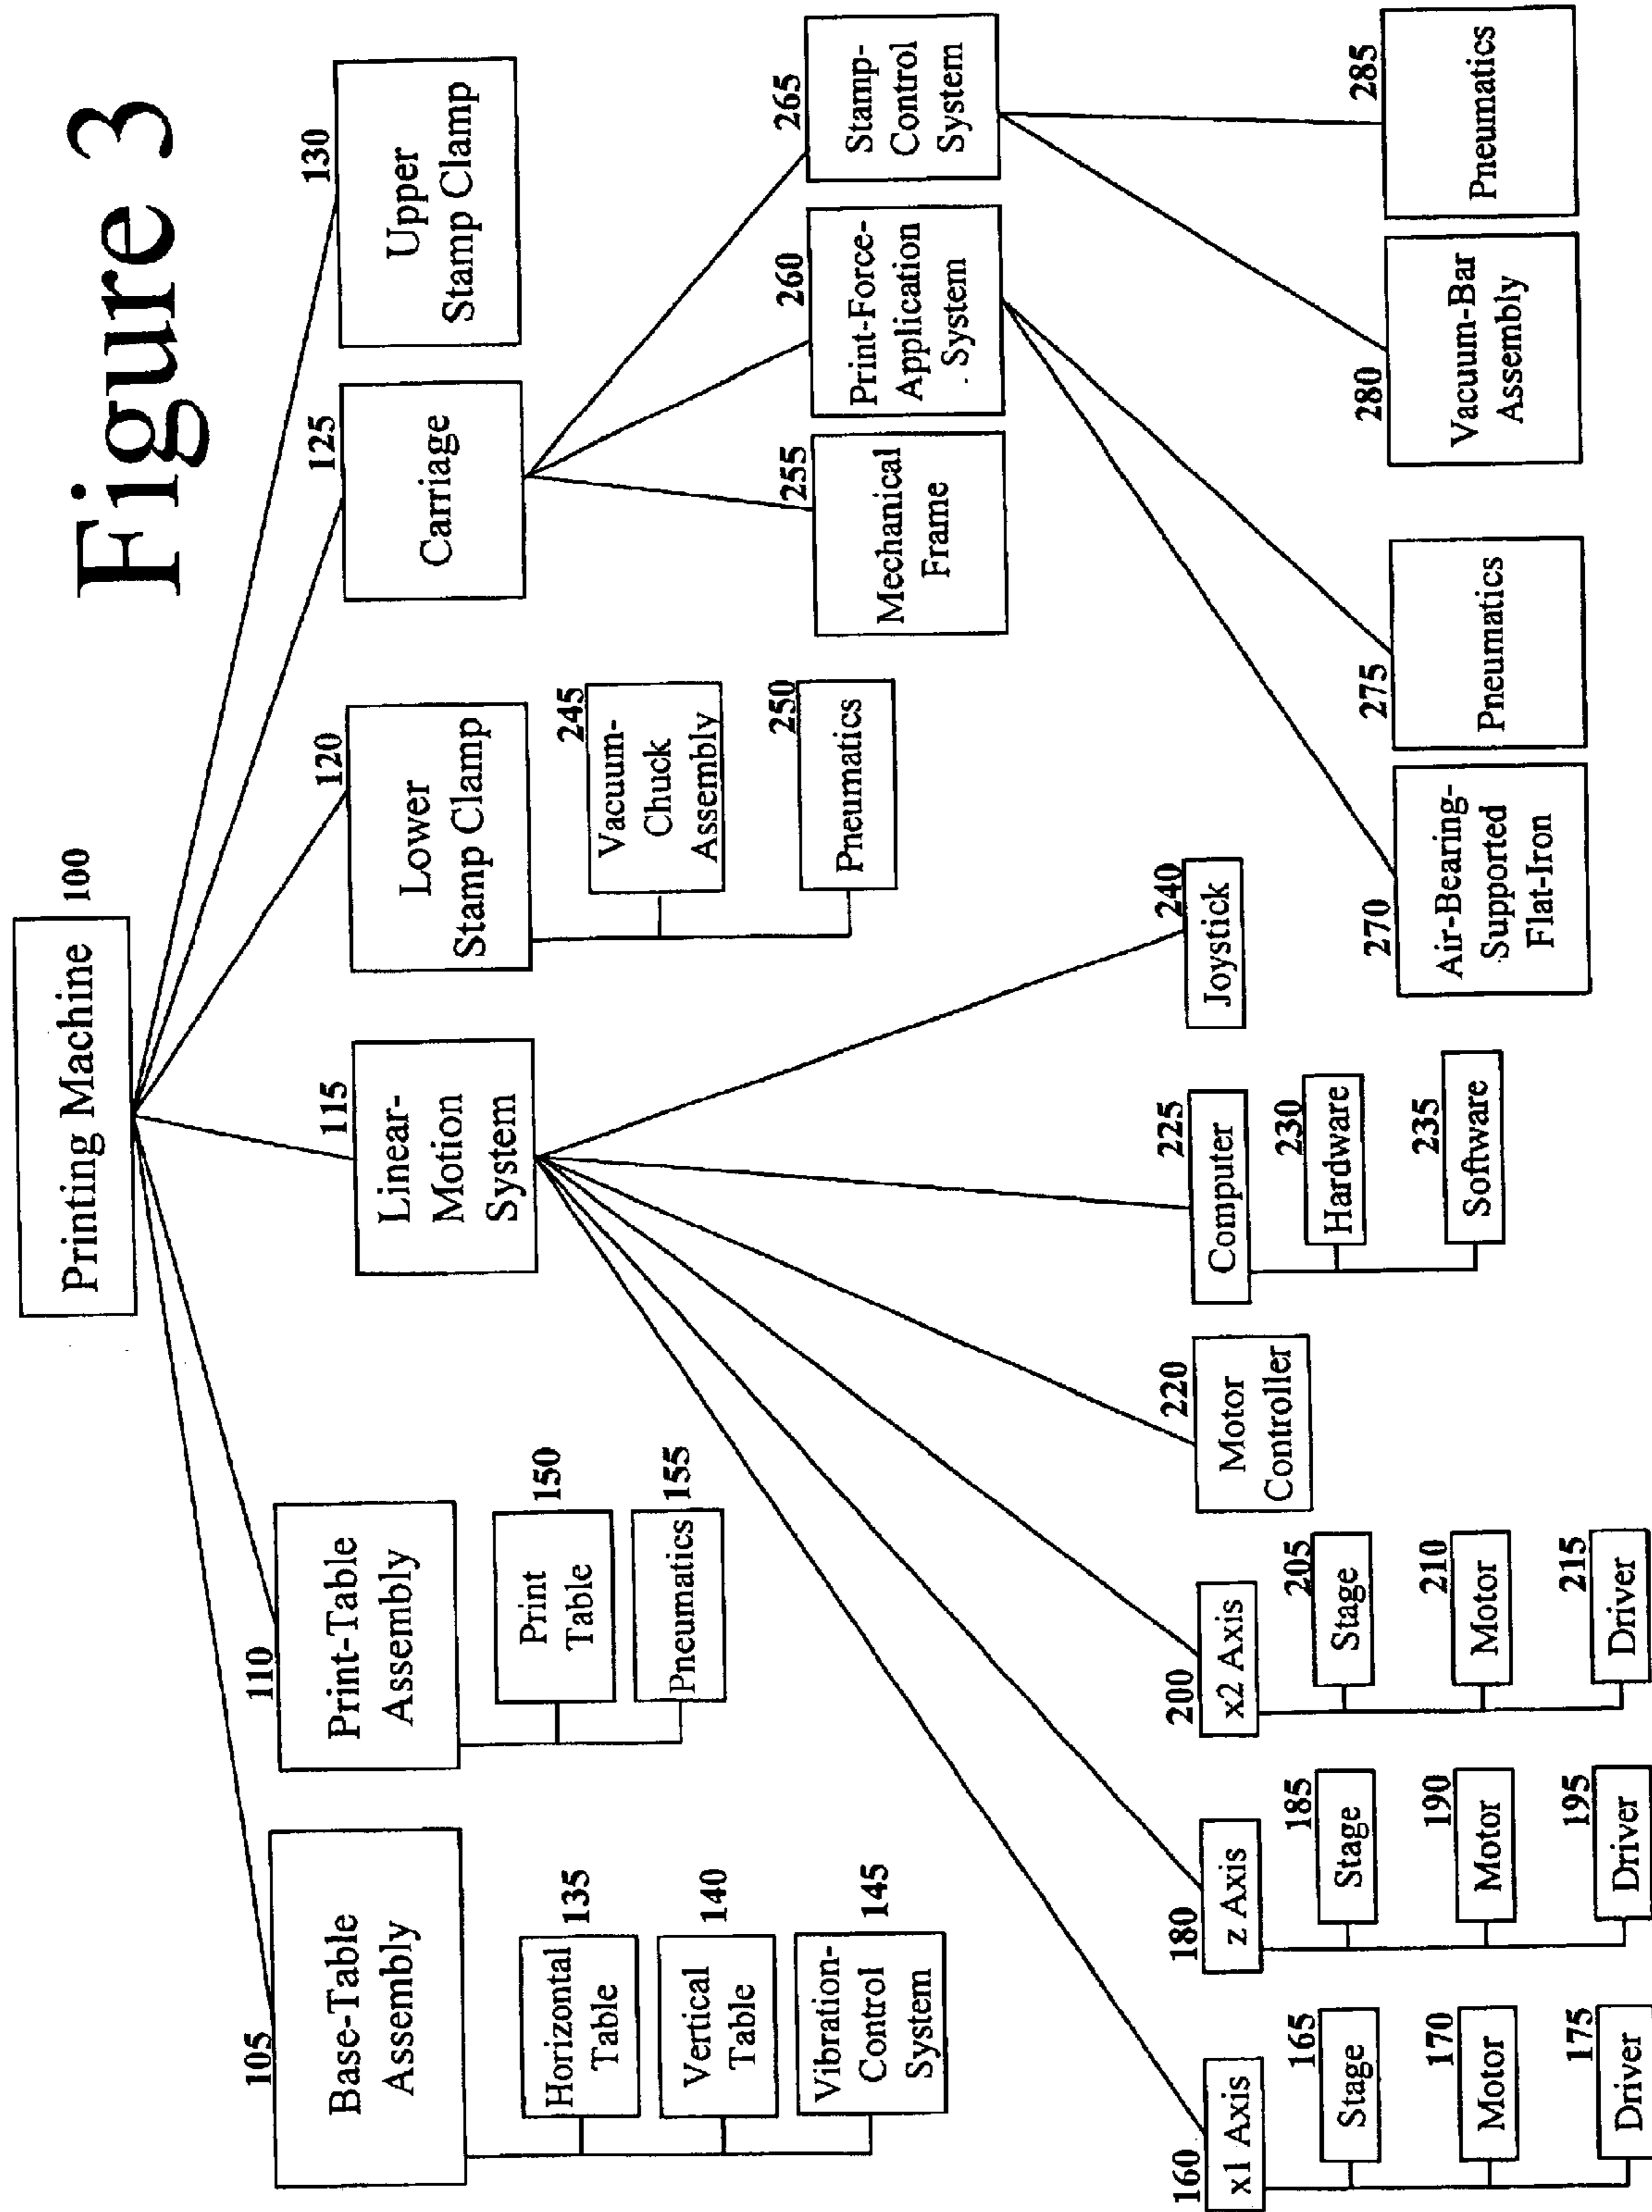 Figure 3
Printing Machine
100
105
Base-Table
Assembly
Horizontal
Table
135
Vertical
Table
140
Vibration-
Control
System
145
110
Print-Table
Assembly
Print
Table
150
Pneumatics
155
115
Linear-
Motion
System
160
x1 Axis
165
Stage
170
Motor
175
Driver
180
z Axis
185
Stage
190
Motor
195
Driver
200
x2 Axis
205
Stage
210
Motor
215
Driver
220
Motor
Controller
225
Computer
230
Hardware
235
Software
240
Joystick
120
Lower
Stamp Clamp
245
Vacuum-
Chuck
Assembly
250
Pneumatics
125
Carriage
255
Mechanical
Frame
260
Print-Force-
Application
System
270
Air-Bearing-
Supported
Flat-Iron
275
Pneumatics
265
Stamp-
Control
System
280
Vacuum-Bar
Assembly
285
Pneumatics
130
Upper
Stamp Clamp